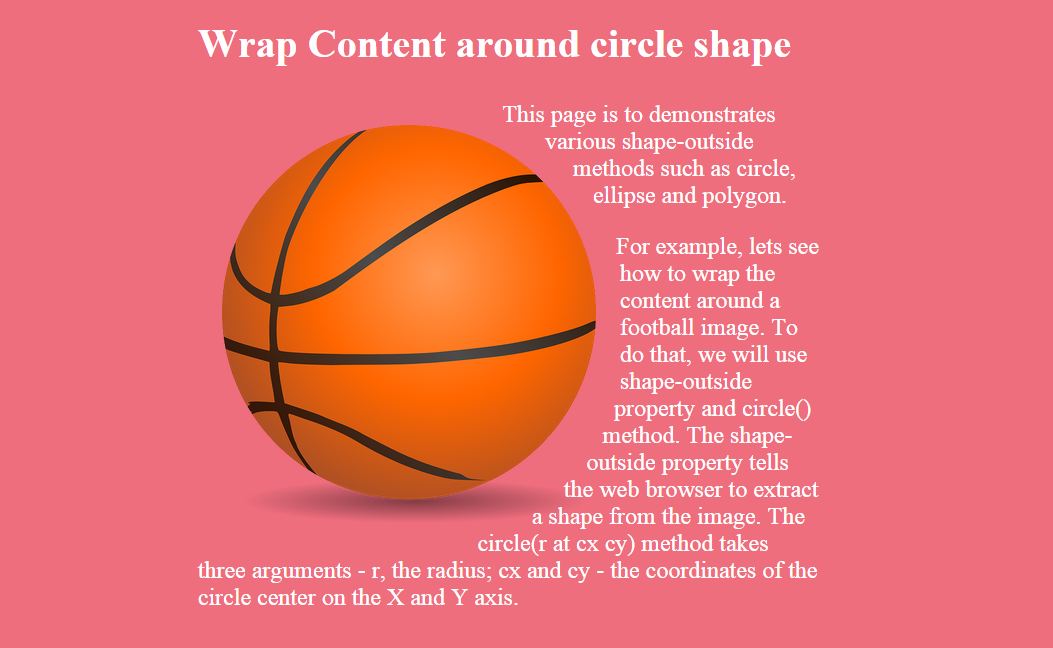 Wrap Content around circle shape
This page is to demonstrates
various shape-outside
methods such as circle,
ellipse and polygon.
For example, lets see
how to wrap the
content around a
football image. To
do that, we will use
shape-outside
property and circle()
method. The shape-
outside property tells
the web browser to extract
a shape from the image. The
circle(r at cx cy) method takes
three arguments - r, the radius; cx and cy - the coordinates of the
circle center on the X and Y axis.